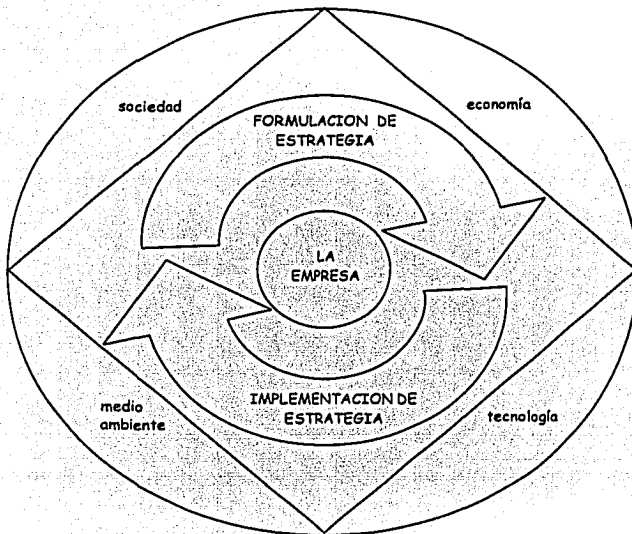 sociedad
economía
FORMULACION DE
ESTRATEGIA
LA
EMPRESA
IMPLEMENTACION DE
ESTRATEGIA
medio
ambiente
tecnología